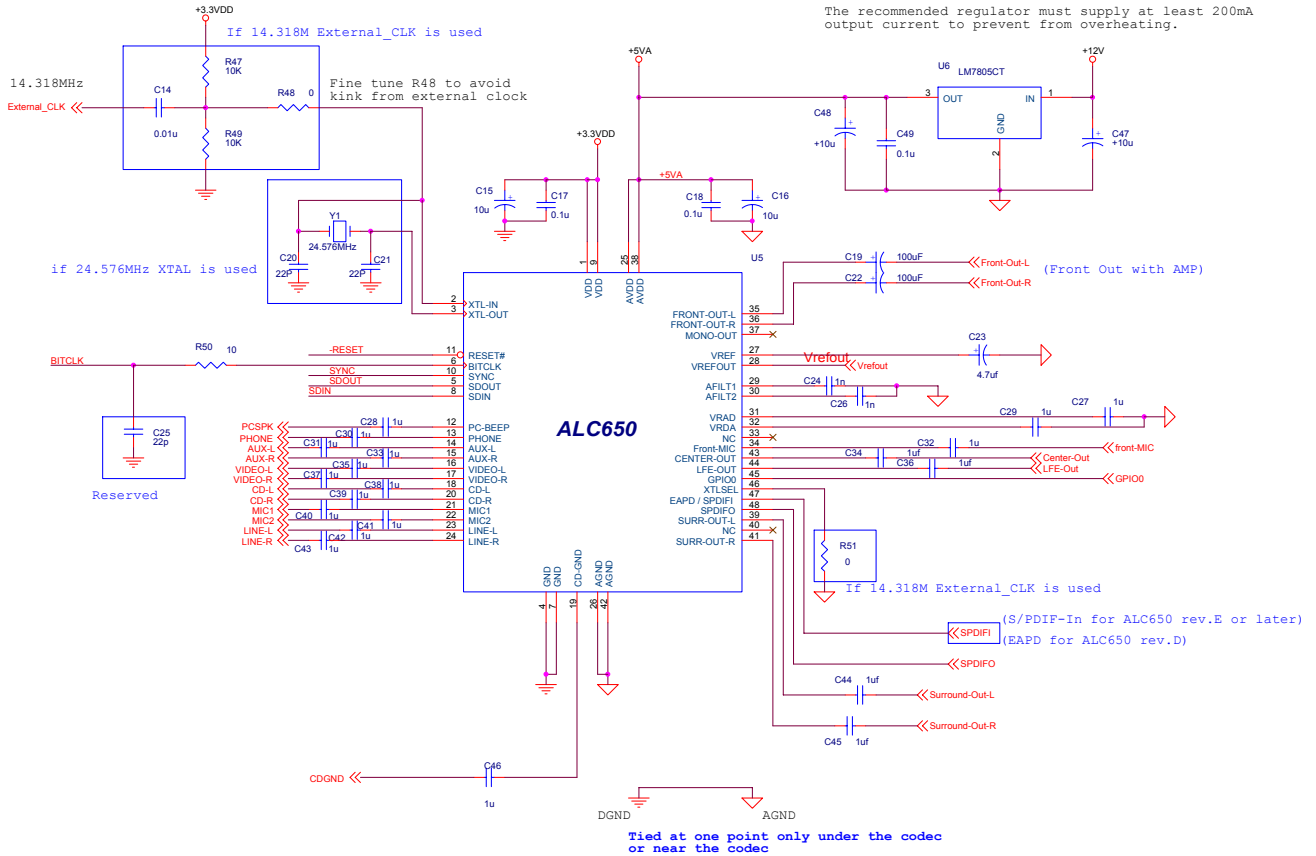 The recommended regulator must supply at least 200mA
output current to prevent from overheating.
+3.3VDD
If 14.318M External_CLK is used
R47
10K
14.318MHz
External_CLK
C14
0.01u
R48 0
R49
10K
Fine tune R48 to avoid
kink from external clock
+5VA
+12V
U6
LM7805CT
3 OUT IN 1
GND
2
C48
+10u
C49
0.1u
C47
+10u
+3.3VDD
C15
10u
C17
0.1u
+5VA
C18
0.1u
C16
10u
Y1
24.576MHz
C20
22P
C21
22P
if 24.576MHz XTAL is used
U5
1 VDD
9 VDD
25 AVDD
38 AVDD
C19 100uF Front-Out-L
C22 100uF Front-Out-R
(Front Out with AMP)
2 XTL-IN
3 XTL-OUT
BITCLK
R50 10
-RESET 11 RESET#
6 BITCLK
SYNC 10 SYNC
SDOUT 5 SDOUT
SDIN 8 SDIN
C25
22p
Reserved
PCSPK C28 1u 12 PC-BEEP
PHONE C30 1u 13 PHONE
AUX-L C31 1u 14 AUX-L
AUX-R C33 1u 15 AUX-R
VIDEO-L C35 1u 16 VIDEO-L
VIDEO-R C37 1u 17 VIDEO-R
CD-L C38 1u 18 CD-L
CD-R C39 1u 20 CD-R
MIC1 21 MIC1
MIC2 C40 1u 22 MIC2
LINE-L C41 1u 23 LINE-L
LINE-R C42 1u 24 LINE-R
C43 1u
ALC650
FRONT-OUT-L 35
FRONT-OUT-R 36
MONO-OUT 37
VREF 27
C23
4.7uf
VREFOUT 28 Vrefout Vrefout
AFILT1 29 C24 1n
AFILT2 30 C26 1n
VRAD 31 C27 1u
VRDA 32 C29 1u
NC 33
Front-MIC 34 C32 1u front-MIC
CENTER-OUT 43 C34 1uf Center-Out
LFE-OUT 44 C36 1uf LFE-Out
GPIO0 45 GPIO0
XTLSEL 46
EAPD / SPDIFI 47
SPDIFO 48
SURR-OUT-L 39
NC 40
SURR-OUT-R 41
R51
0
If 14.318M External_CLK is used
4 GND
7 GND
19 CD-GND
26 AGND
42 AGND
SPDIFI
(S/PDIF-In for ALC650 rev.E or later)
(EAPD for ALC650 rev.D)
SPDIFO
C44 1uf Surround-Out-L
C45 1uf Surround-Out-R
CDGND
C46
1u
DGND AGND
Tied at one point only under the codec
or near the codec